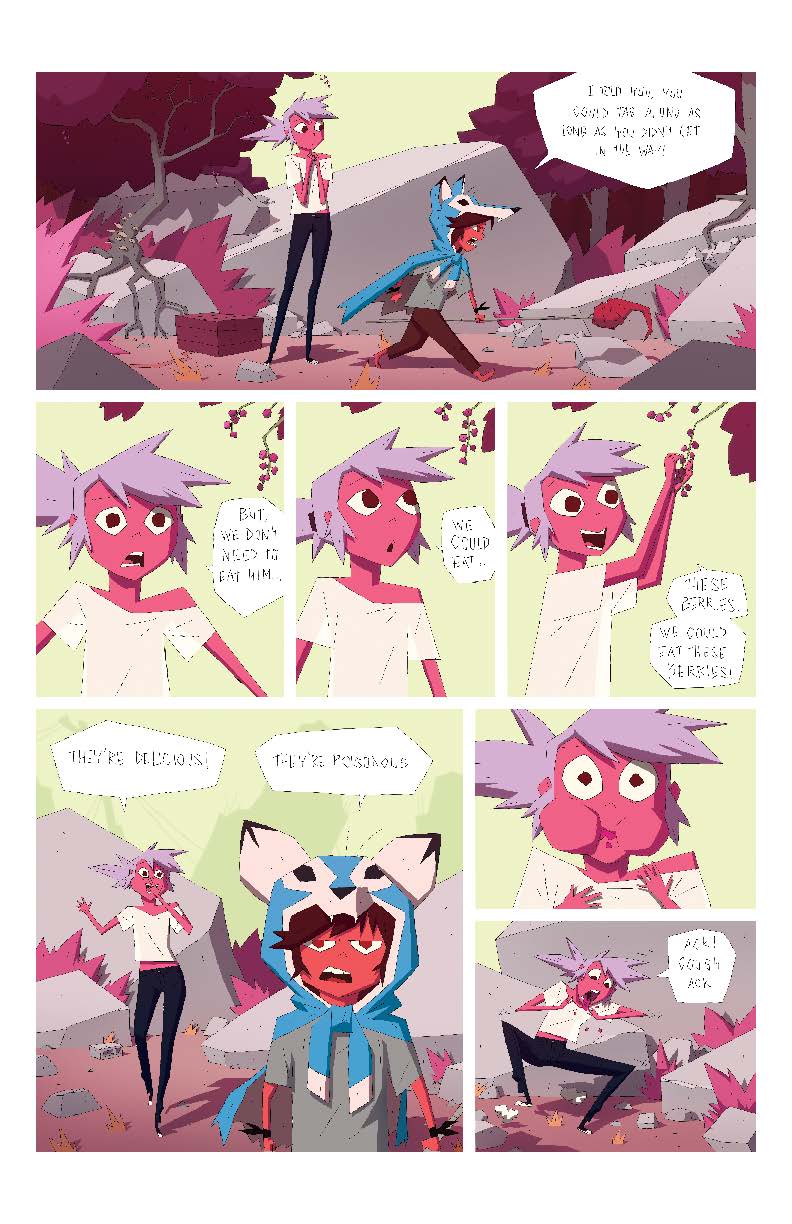 I TOLD YOU, YOU
COULD TAG ALONG AS
LONG AS YOU DIDN'T GET
IN THE WAY!
BUT,
WE DON'T
NEED TO
EAT HIM...
WE
COULD
EAT...
THESE
BERRIES.
WE COULD
EAT THESE
BERRIES!
THEY'RE DELICIOUS!
THEY'RE POISONOUS
ACK!
COUGH
ACK